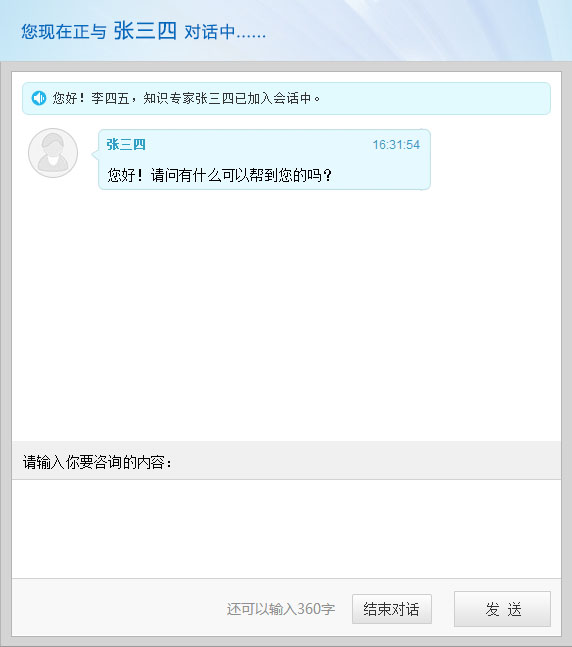 您现在正与 张三四 对话中......
您好！李四五，知识专家张三四已加入会话中。
张三四 16:31:54
您好！请问有什么可以帮到您的吗？
请输入你要咨询的内容：
还可以输入360字 结束对话 发 送